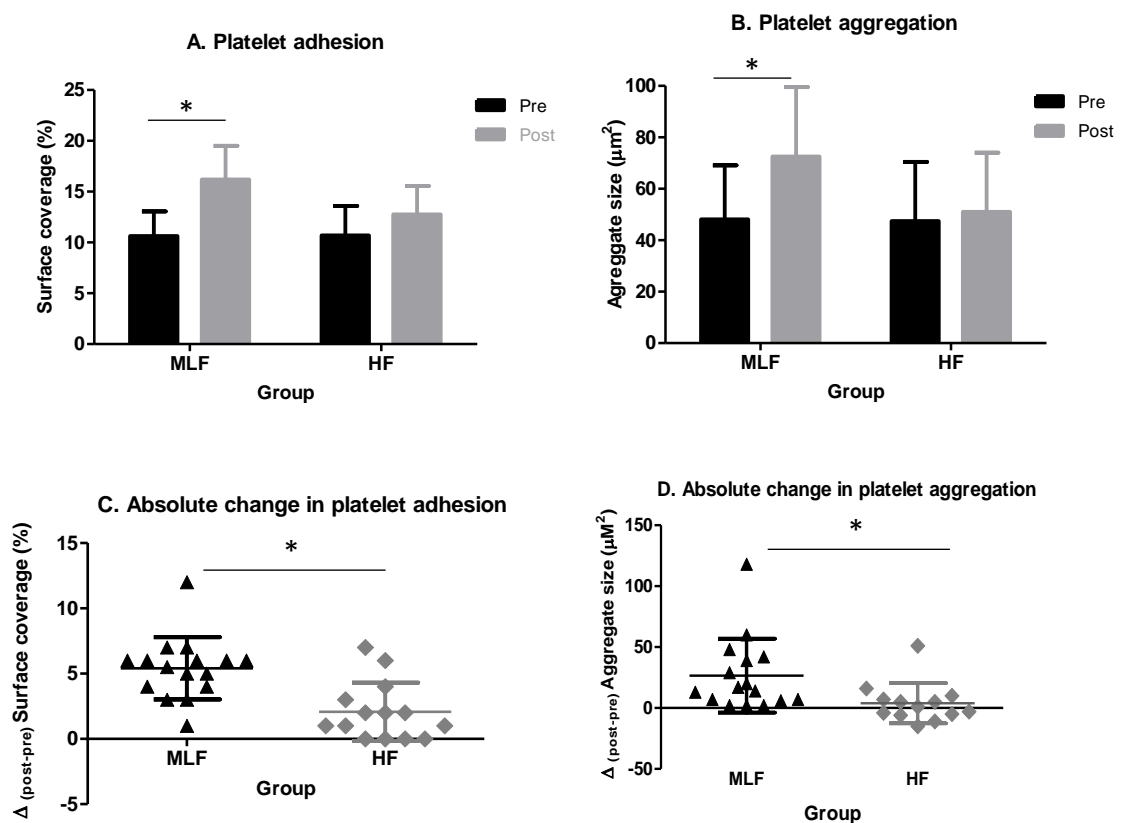 A. Platelet adhesion
Surface coverage (%)
25
20
15
10
5
0
*
Pre
Post
MLF
HF
Group
B. Platelet aggregation
Agreggate size (μm²)
100
80
60
40
20
0
*
Pre
Post
MLF
HF
Group
C. Absolute change in platelet adhesion
Δ (post-pre) Surface coverage (%)
15
10
5
0
-5
*
MLF
HF
Group
D. Absolute change in platelet aggregation
Δ (post-pre) Aggregate size (μM²)
150
100
50
0
-50
*
MLF
HF
Group